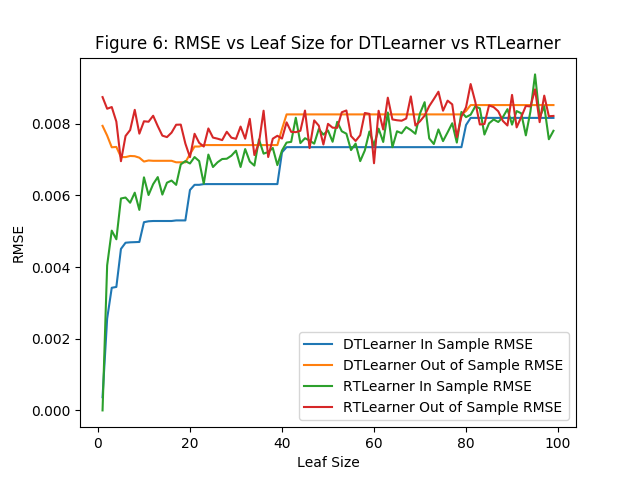 Figure 6: RMSE vs Leaf Size for DTLearner vs RTLearner
RMSE
0.008
0.006
0.004
0.002
0.000
DTLearner In Sample RMSE
DTLearner Out of Sample RMSE
RTLearner In Sample RMSE
RTLearner Out of Sample RMSE
0 20 40 60 80 100
Leaf Size